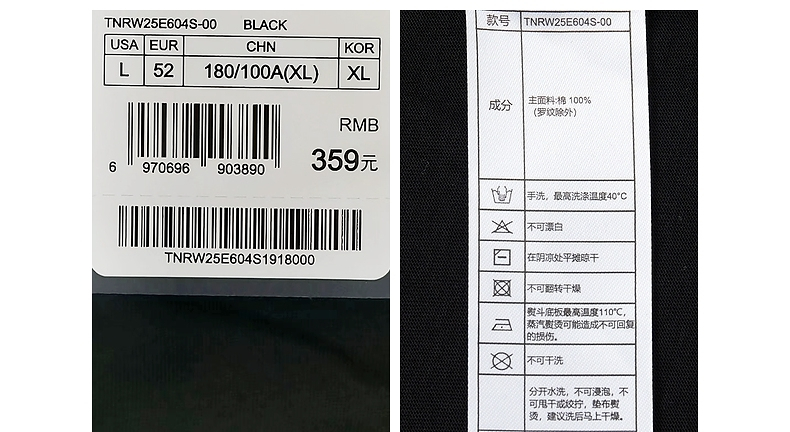 TNRW25E604S-00 BLACK
USA EUR CHN KOR
L 52 180/100A(XL) XL
RMB
359元
6 970696 903890
TNRW25E604S1918000
款号 TNRW25E604S-00
成分
主面料:棉 100%
(罗纹除外)
手洗，最高洗涤温度40°C
不可漂白
在阴凉处平摊晾干
不可翻转干燥
熨斗底板最高温度110℃，
蒸汽熨烫可能造成不可回复
的损伤。
不可干洗
分开水洗，不可浸泡，不
可甩干或绞拧，垫布熨
烫，建议洗后马上干燥。